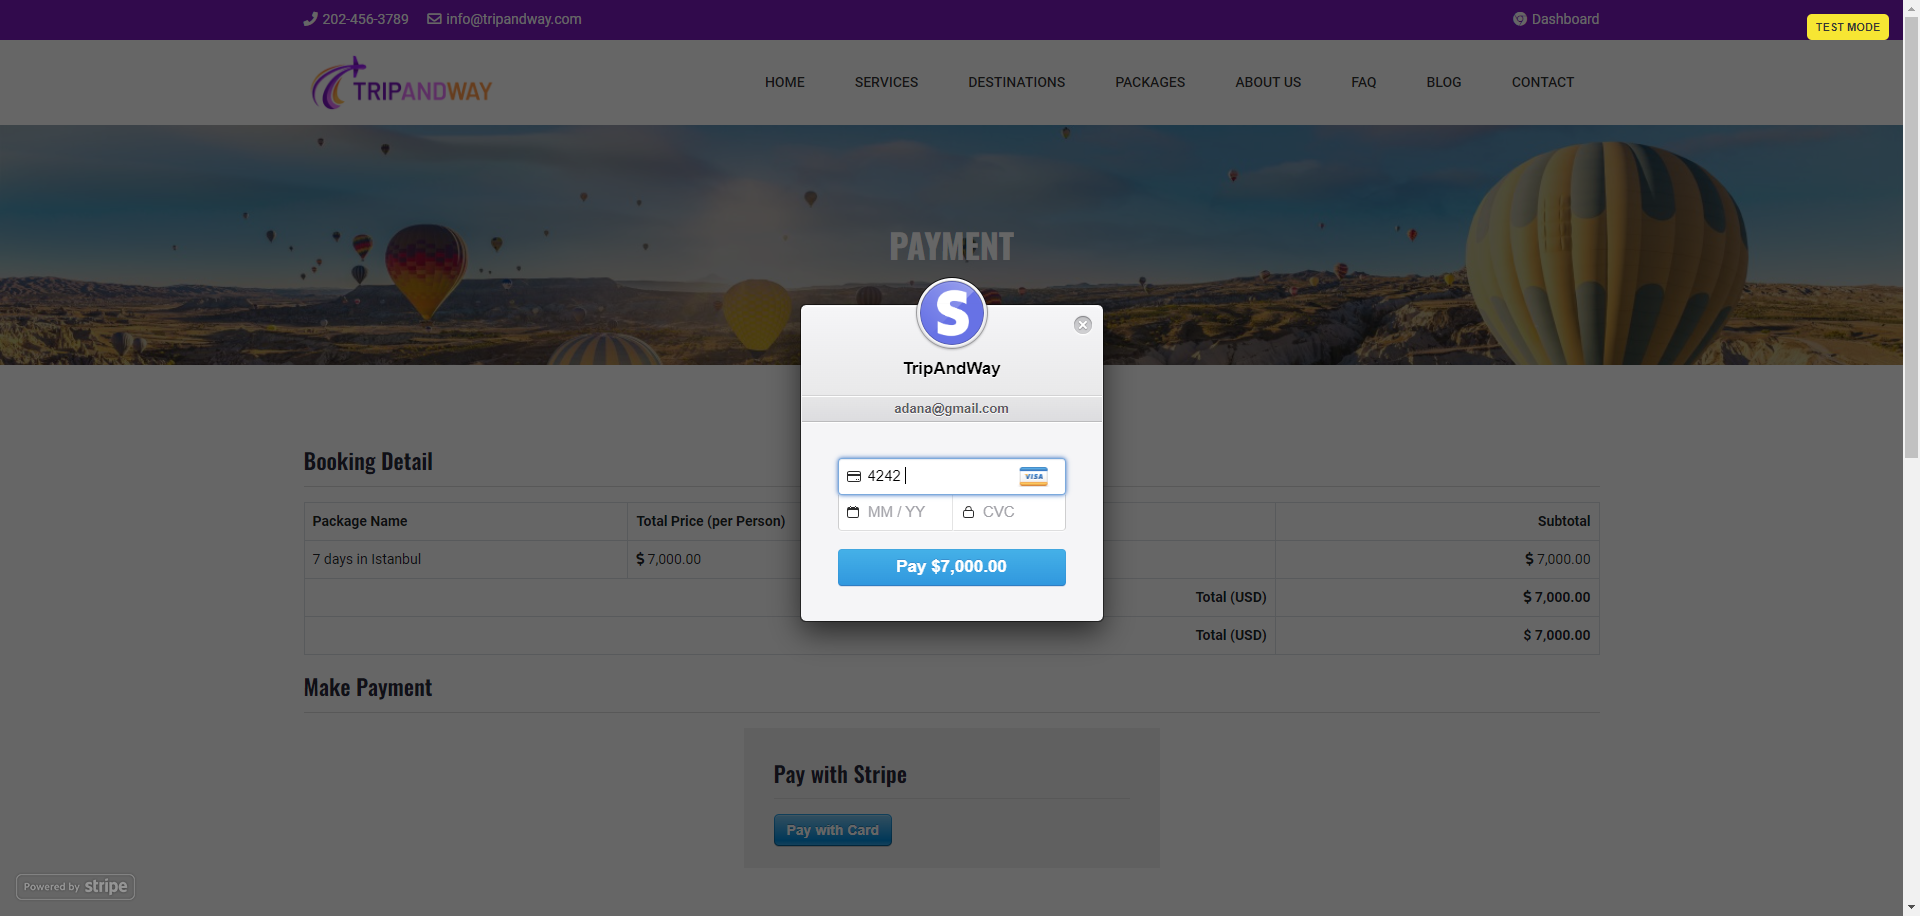 202-456-3789 info@tripandway.com Dashboard
TEST MODE
TRIPANDWAY
HOME SERVICES DESTINATIONS PACKAGES ABOUT US FAQ BLOG CONTACT
PAYMENT
S
TripAndWay
adana@gmail.com
4242 VISA
MM / YY CVC
Pay $7,000.00
Booking Detail
Package Name Total Price (per Person) Subtotal
7 days in Istanbul $ 7,000.00 $ 7,000.00
Total (USD) $ 7,000.00
Total (USD) $ 7,000.00
Make Payment
Pay with Stripe
Pay with Card
Powered by stripe